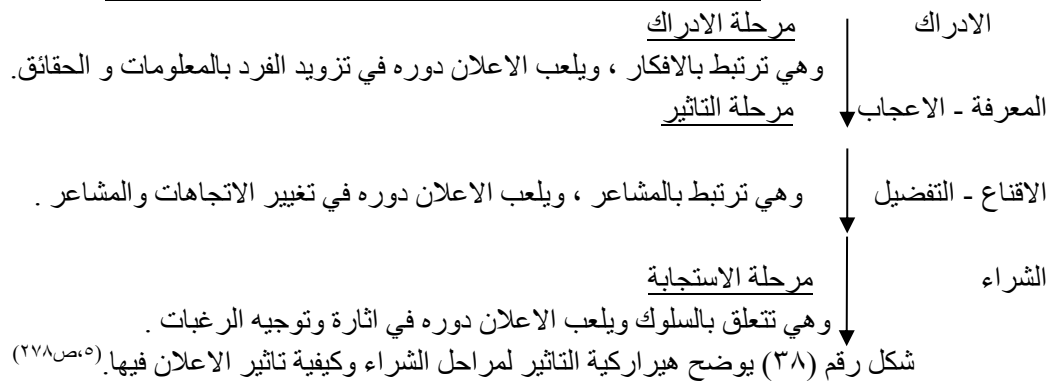 الادراك مرحلة الادراك
وهي ترتبط بالافكار ، ويلعب الاعلان دوره في تزويد الفرد بالمعلومات و الحقائق.
المعرفة - الاعجاب مرحلة التاثير
الاقناع - التفضيل وهي ترتبط بالمشاعر ، ويلعب الاعلان دوره في تغيير الاتجاهات والمشاعر .
الشراء مرحلة الاستجابة
وهي تتعلق بالسلوك ويلعب الاعلان دوره في اثارة وتوجيه الرغبات .
شكل رقم (٣٨) يوضح هيراركية التاثير لمراحل الشراء وكيفية تاثير الاعلان فيها.(٥،ص٢٧٨)